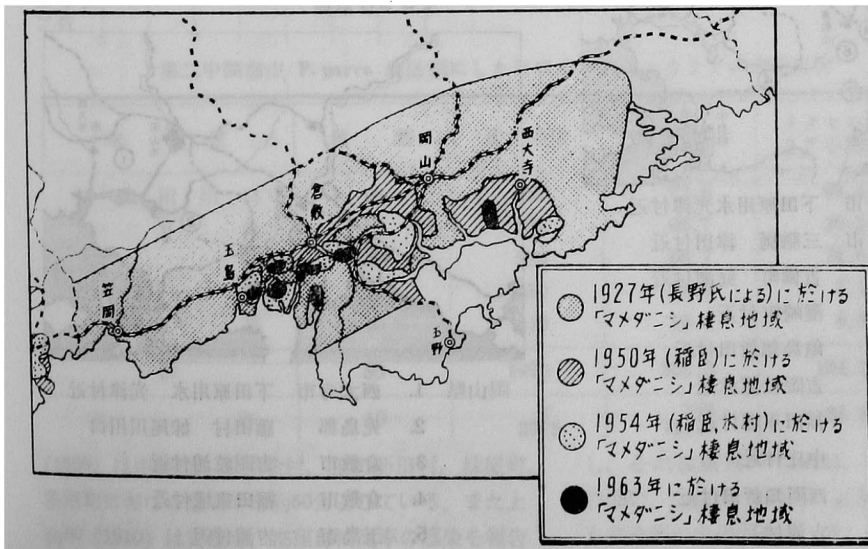 岡山
西大寺
倉敷
玉島
笠岡
玉野
1927年(長野氏による)に於ける
「マメダニシ」棲息地域
1950年(稲臣)に於ける
「マメダニシ」棲息地域
1954年(稲臣,木村)に於ける
「マメダニシ」棲息地域
1963年に於ける
「マメダニシ」棲息地域